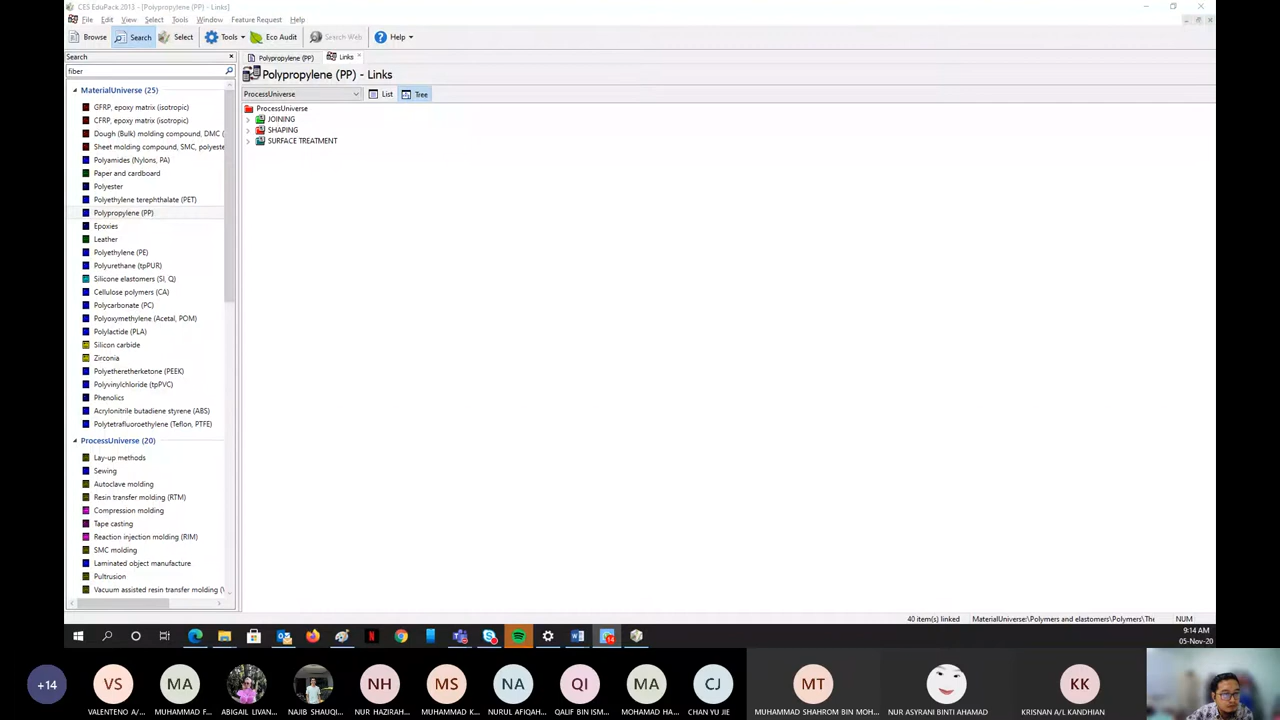 CES EduPack 2013 - [Polypropylene (PP) - Links]
File Edit View Select Tools Window Feature Request Help
Browse Search Select Tools Eco Audit Search Web Help
Search
fiber
MaterialUniverse (25)
GFRP, epoxy matrix (isotropic)
CFRP, epoxy matrix (isotropic)
Dough (Bulk) molding compound, DMC (
Sheet molding compound, SMC, polyeste
Polyamides (Nylons, PA)
Paper and cardboard
Polyester
Polyethylene terephthalate (PET)
Polypropylene (PP)
Epoxies
Leather
Polyethylene (PE)
Polyurethane (tpPUR)
Silicone elastomers (SI, Q)
Cellulose polymers (CA)
Polycarbonate (PC)
Polyoxymethylene (Acetal, POM)
Polylactide (PLA)
Silicon carbide
Zirconia
Polyetheretherketone (PEEK)
Polyvinylchloride (tpPVC)
Phenolics
Acrylonitrile butadiene styrene (ABS)
Polytetrafluoroethylene (Teflon, PTFE)
ProcessUniverse (20)
Lay-up methods
Sewing
Autoclave molding
Resin transfer molding (RTM)
Compression molding
Tape casting
Reaction injection molding (RIM)
SMC molding
Laminated object manufacture
Pultrusion
Vacuum assisted resin transfer molding (
Polypropylene (PP) Links
Polypropylene (PP) - Links
ProcessUniverse List Tree
ProcessUniverse
JOINING
SHAPING
SURFACE TREATMENT
40 item(s) linked MaterialUniverse\Polymers and elastomers\Polymers\The NUM
9:14 AM
05-Nov-20
+14 VS MA NH MS NA QI MA CJ MT KK
VALENTENO A/... MUHAMMAD F... ABIGAIL LIVAN... NAJIB SHAUQI... NUR HAZIRAH... MUHAMMAD K... NURUL AFIQAH... QALIF BIN ISM... MOHAMAD HA... CHAN YU JIE MUHAMMAD SHAHROM BIN MOH... NUR ASYRANI BINTI AHAMAD KRISNAN A/L KANDHIAN